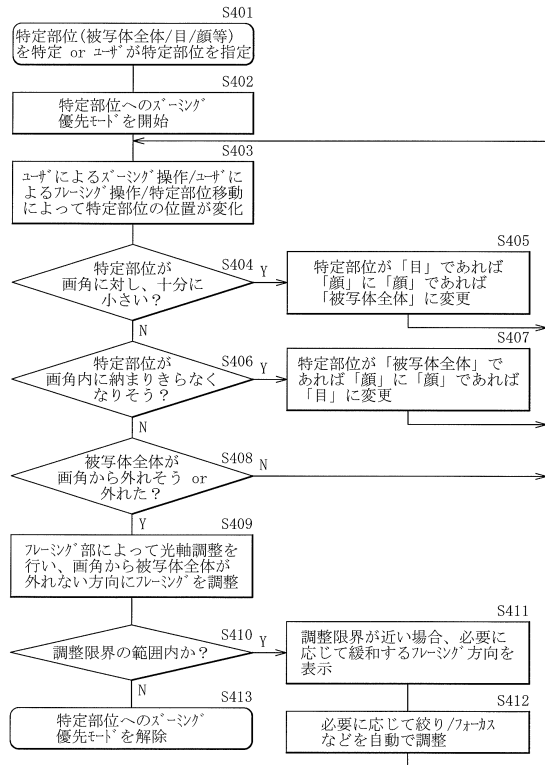 S401
特定部位(被写体全体/目/顔等)
を特定 or ユーザが特定部位を指定
S402
特定部位へのズーミング
優先モードを開始
S403
ユーザによるズーミング操作/ユーザに
よるフレーミング操作/特定部位移動
によって特定部位の位置が変化
S404
特定部位が
画角に対し、十分に
小さい?
Y
N
S405
特定部位が「目」であれば
「顔」に「顔」であれば
「被写体全体」に変更
S406
特定部位が
画角内に納まりきらなく
なりそう?
Y
N
S407
特定部位が「被写体全体」で
あれば「顔」に「顔」であれば
「目」に変更
S408
被写体全体が
画角から外れそう or
外れた?
N
Y
S409
フレーミング部によって光軸調整を
行い、画角から被写体全体が
外れない方向にフレーミングを調整
S410
調整限界の範囲内か?
Y
N
S411
調整限界が近い場合、必要に
応じて緩和するフレーミング方向を
表示
S412
必要に応じて絞り/フォーカス
などを自動で調整
S413
特定部位へのズーミング
優先モードを解除